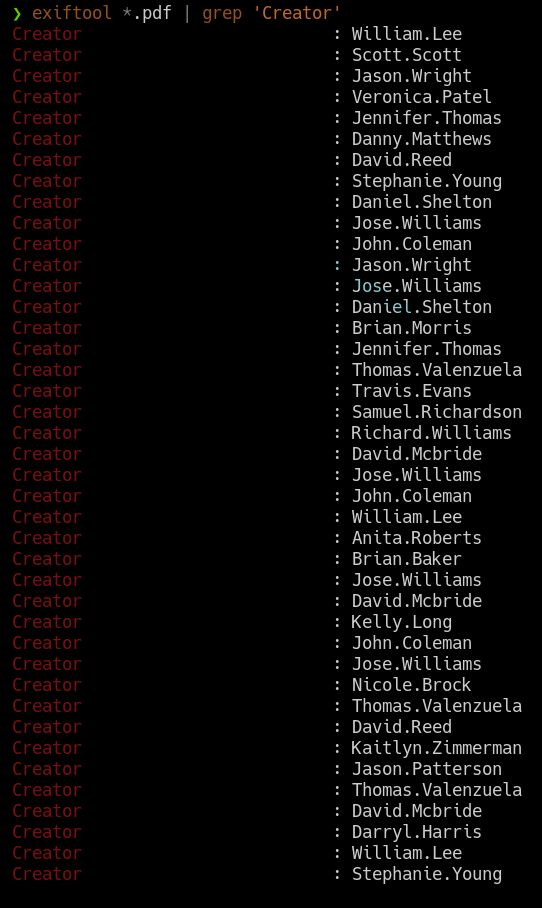 ❯ exiftool *.pdf | grep 'Creator'
Creator                         : William.Lee
Creator                         : Scott.Scott
Creator                         : Jason.Wright
Creator                         : Veronica.Patel
Creator                         : Jennifer.Thomas
Creator                         : Danny.Matthews
Creator                         : David.Reed
Creator                         : Stephanie.Young
Creator                         : Daniel.Shelton
Creator                         : Jose.Williams
Creator                         : John.Coleman
Creator                         : Jason.Wright
Creator                         : Jose.Williams
Creator                         : Daniel.Shelton
Creator                         : Brian.Morris
Creator                         : Jennifer.Thomas
Creator                         : Thomas.Valenzuela
Creator                         : Travis.Evans
Creator                         : Samuel.Richardson
Creator                         : Richard.Williams
Creator                         : David.Mcbride
Creator                         : Jose.Williams
Creator                         : John.Coleman
Creator                         : William.Lee
Creator                         : Anita.Roberts
Creator                         : Brian.Baker
Creator                         : Jose.Williams
Creator                         : David.Mcbride
Creator                         : Kelly.Long
Creator                         : John.Coleman
Creator                         : Jose.Williams
Creator                         : Nicole.Brock
Creator                         : Thomas.Valenzuela
Creator                         : David.Reed
Creator                         : Kaitlyn.Zimmerman
Creator                         : Jason.Patterson
Creator                         : Thomas.Valenzuela
Creator                         : David.Mcbride
Creator                         : Darryl.Harris
Creator                         : William.Lee
Creator                         : Stephanie.Young